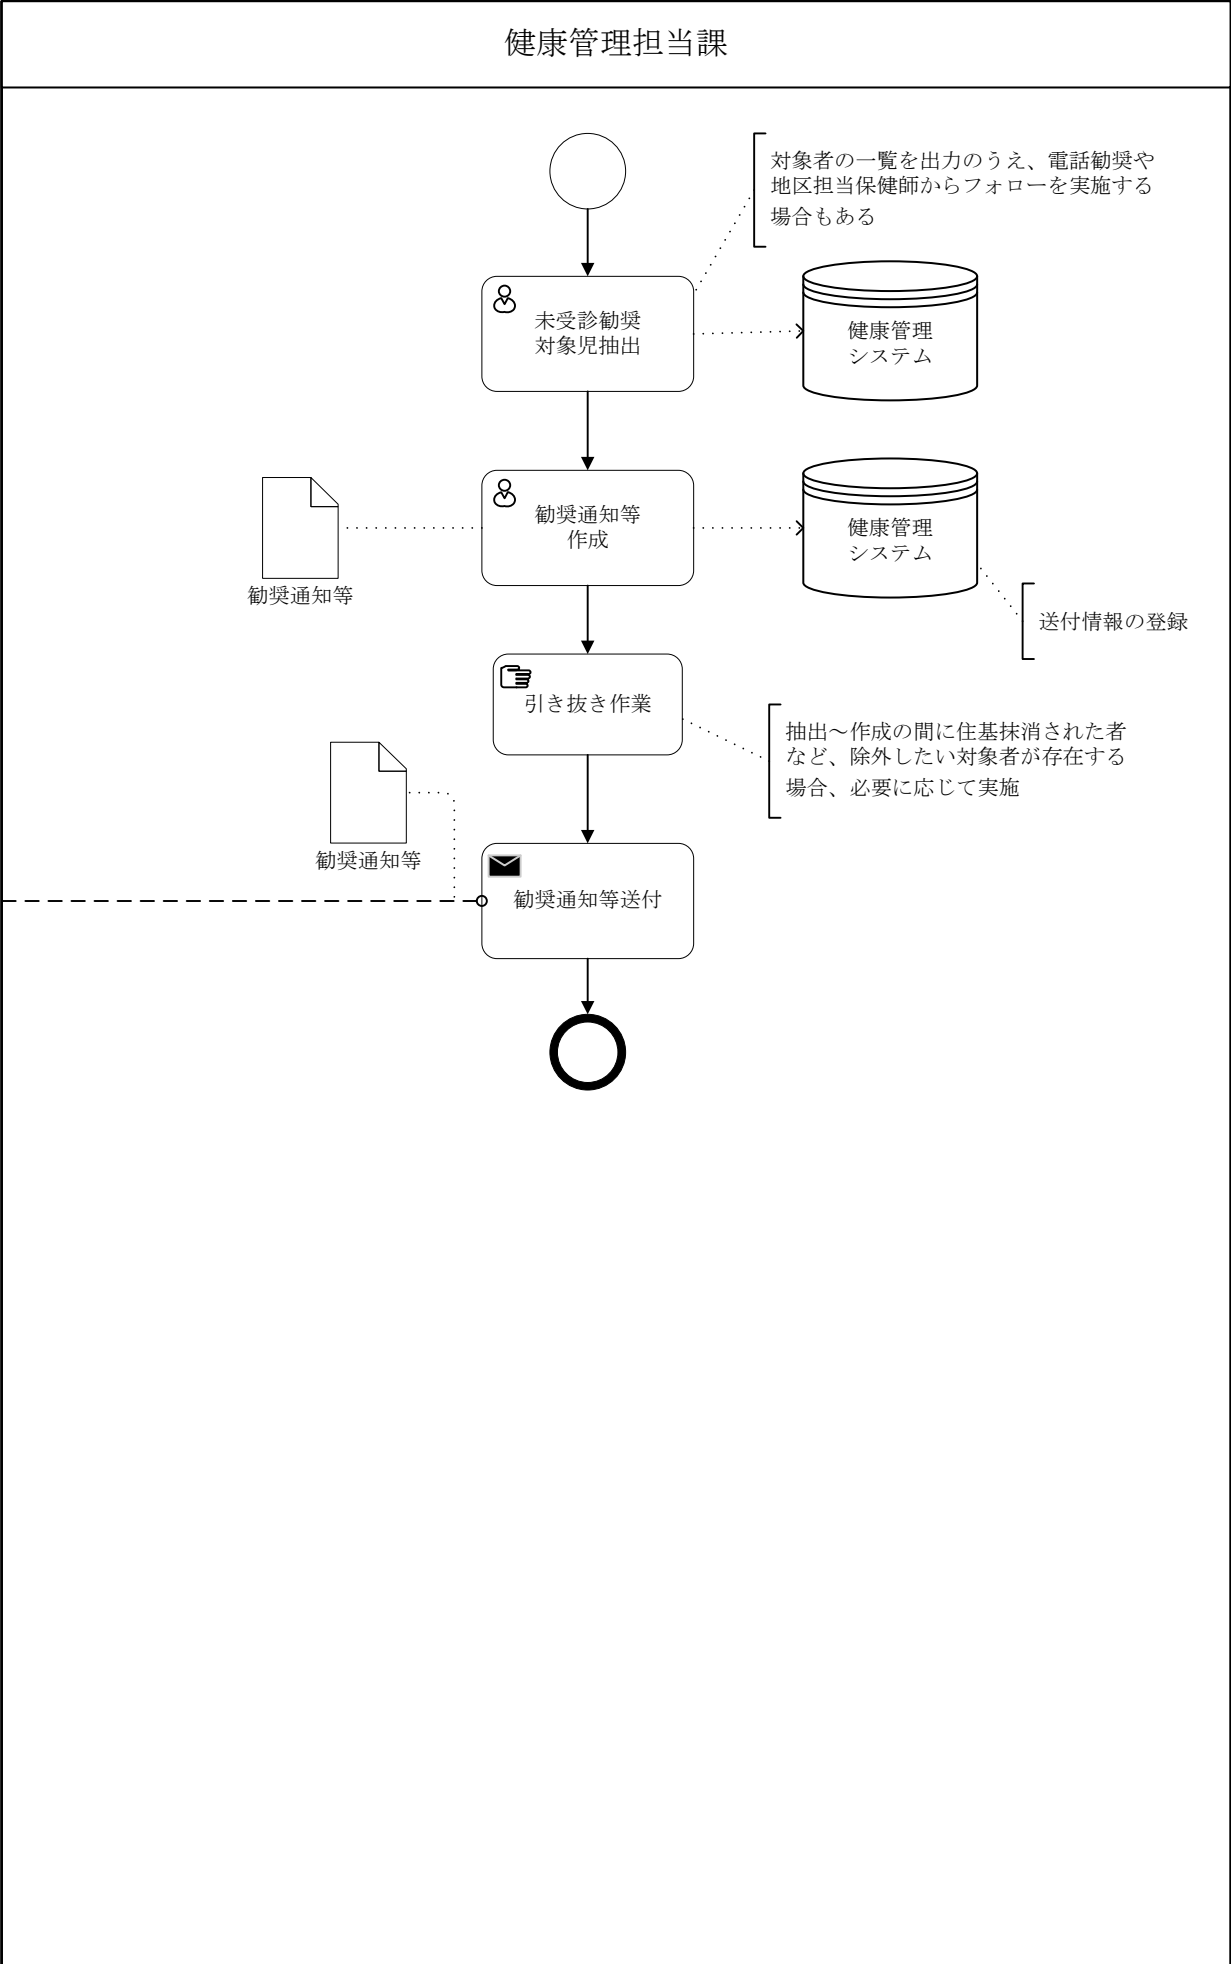 健康管理担当課
対象者の一覧を出力のうえ、電話勧奨や
地区担当保健師からフォローを実施する
場合もある
未受診勧奨
対象児抽出
健康管理
システム
勧奨通知等
作成
健康管理
システム
勧奨通知等
送付情報の登録
引き抜き作業
抽出～作成の間に住基抹消された者
など、除外したい対象者が存在する
場合、必要に応じて実施
勧奨通知等
勧奨通知等送付